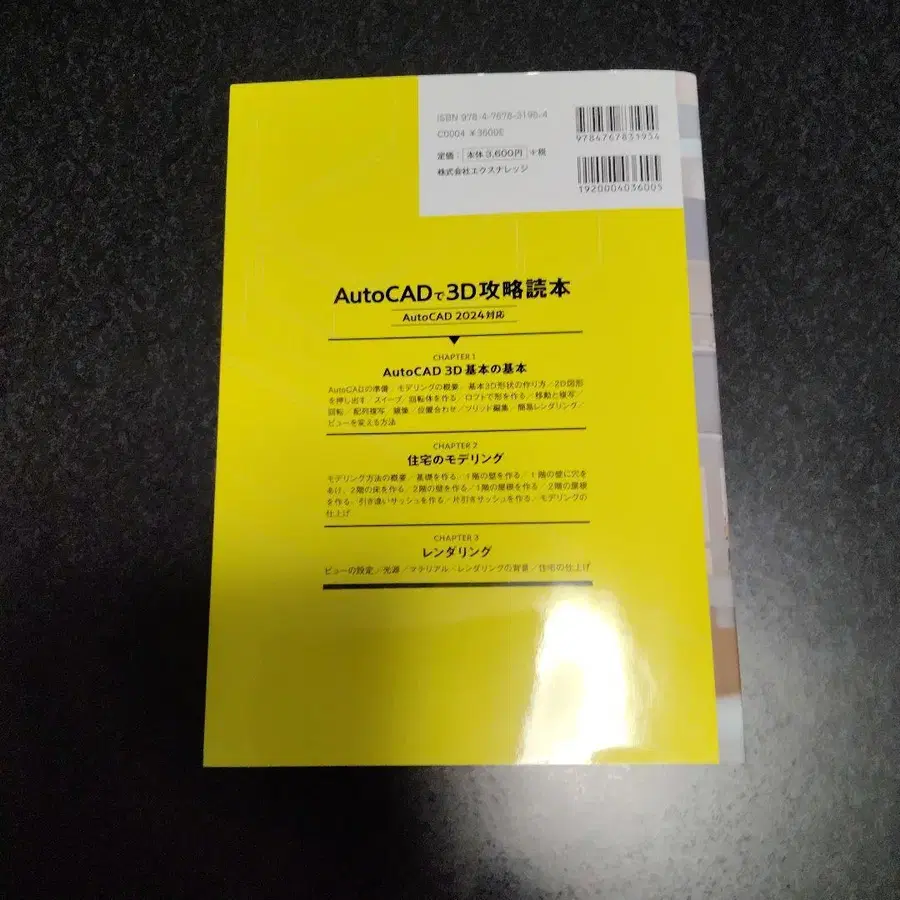 ISBN 978-4-7678-3195-4
C0004 ¥3600E
定価： 本体3,600円 +税
株式会社エクスナレッジ
9784767831954
1920004036005
AutoCADで3D攻略読本
AutoCAD 2024対応
CHAPTER 1
AutoCAD 3D 基本の基本
AutoCADの準備／モデリングの概要／基本3D形状の作り方／2D図形
を押し出す／スイープ／回転体を作る／ロフトで形を作る／移動と複写／
回転／配列複写／鏡像／位置合わせ／ソリッド編集／簡易レンダリング／
ビューを変える方法
CHAPTER 2
住宅のモデリング
モデリング方法の概要／基礎を作る／1階の壁を作る／1階の壁に穴を
あけ、2階の床を作る／2階の壁を作る／1階の屋根を作る／2階の屋根
を作る／引き違いサッシュを作る／片引きサッシュを作る／モデリングの
仕上げ
CHAPTER 3
レンダリング
ビューの設定／光源／マテリアル・レンダリングの背景／住宅の仕上げ